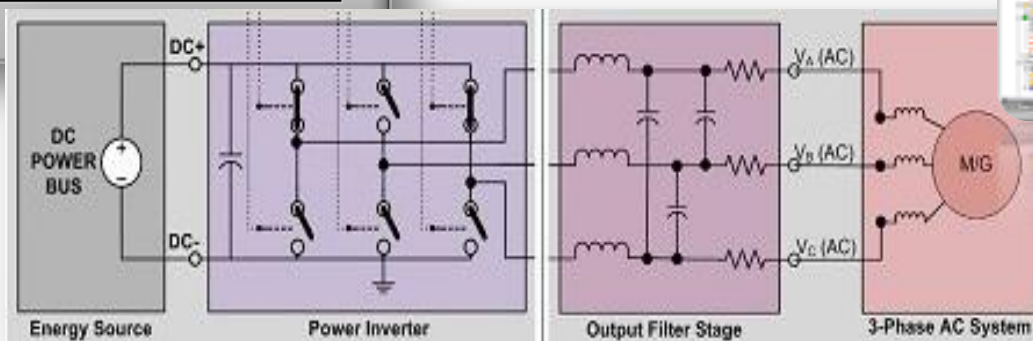 DC+
DC
POWER
BUS
+
-
DC-
Energy Source
Power Inverter
Output Filter Stage
VA (AC)
VB (AC)
VC (AC)
M/G
3-Phase AC System